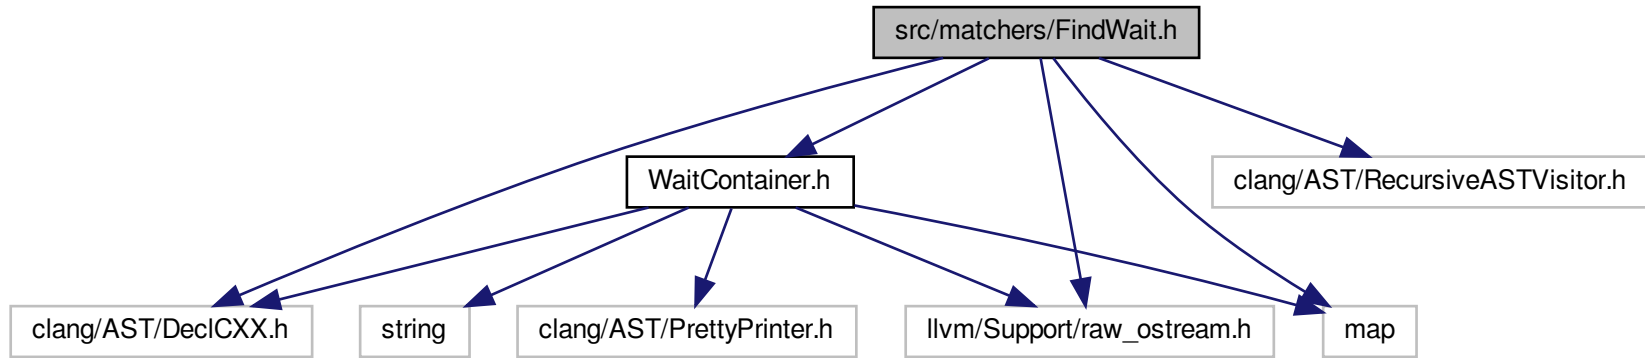 src/matchers/FindWait.h
WaitContainer.h
clang/AST/RecursiveASTVisitor.h
clang/AST/DeclCXX.h
string
clang/AST/PrettyPrinter.h
llvm/Support/raw_ostream.h
map